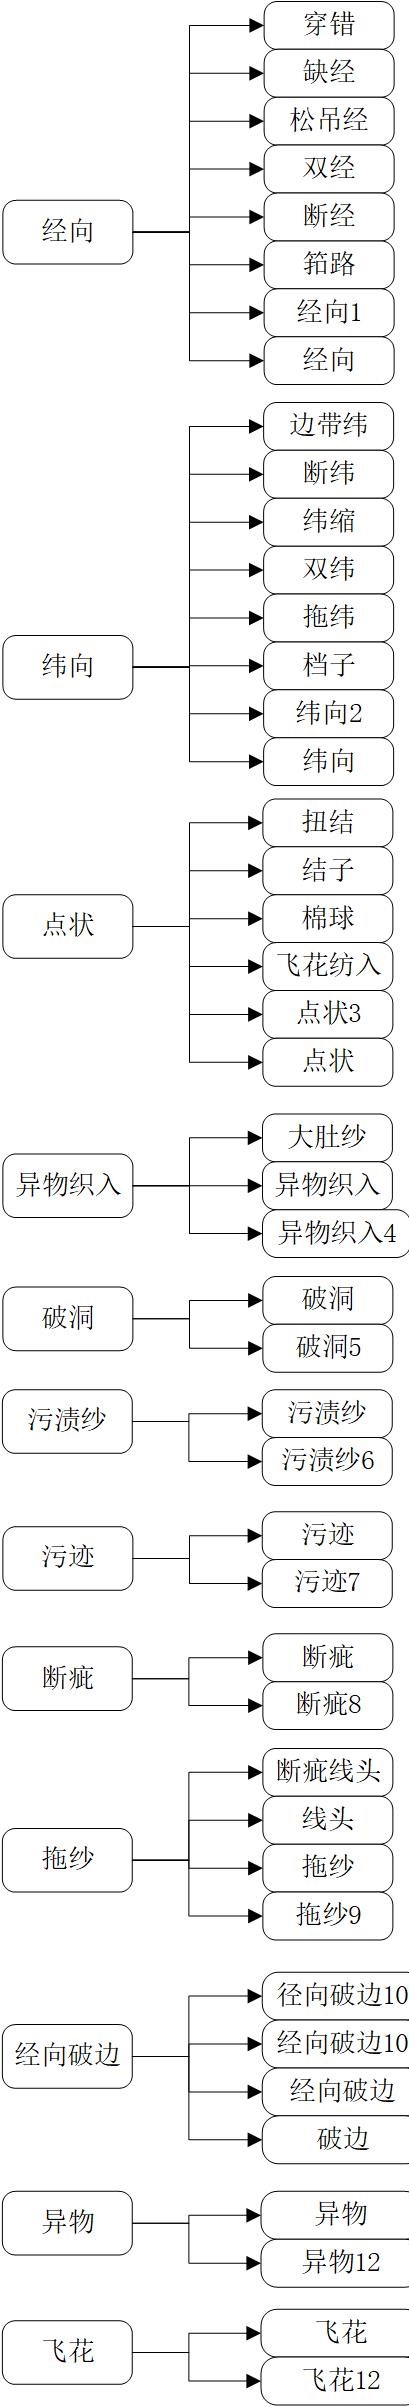 经向
穿错
缺经
松吊经
双经
断经
筘路
经向1
经向
纬向
边带纬
断纬
纬缩
双纬
拖纬
档子
纬向2
纬向
点状
扭结
结子
棉球
飞花纺入
点状3
点状
异物织入
大肚纱
异物织入
异物织入4
破洞
破洞
破洞5
污渍纱
污渍纱
污渍纱6
污迹
污迹
污迹7
断疵
断疵
断疵8
拖纱
断疵线头
线头
拖纱
拖纱9
经向破边
径向破边10
经向破边10
经向破边
破边
异物
异物
异物12
飞花
飞花
飞花12